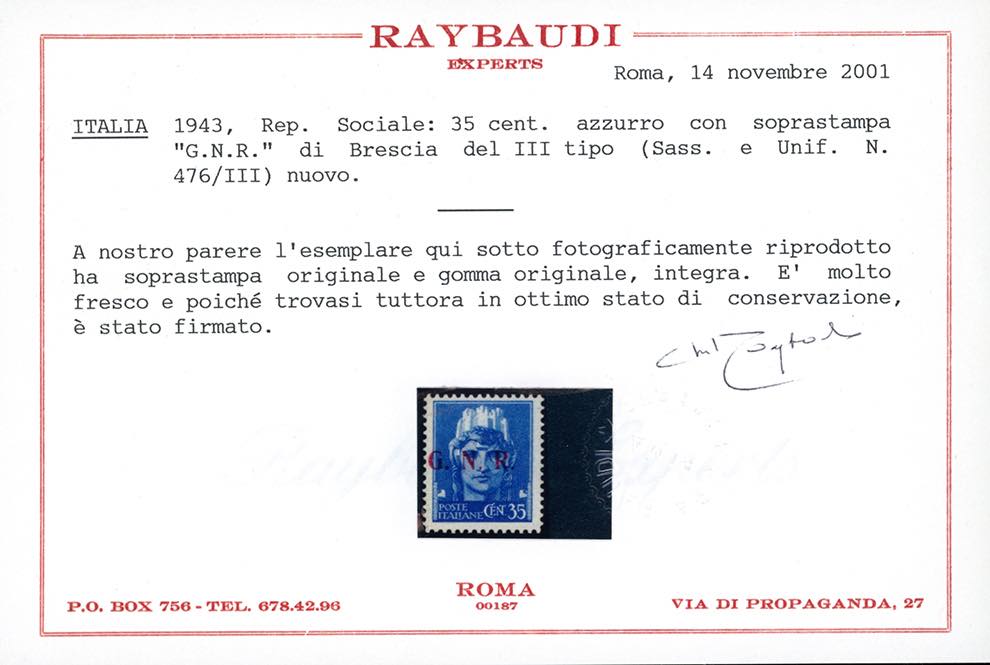 RAYBAUDI
EXPERTS
Roma, 14 novembre 2001
ITALIA 1943, Rep. Sociale: 35 cent. azzurro con soprastampa
"G.N.R." di Brescia del III tipo (Sass. e Unif. N.
476/III) nuovo.
A nostro parere l'esemplare qui sotto fotograficamente riprodotto
ha soprastampa originale e gomma originale, integra. E' molto
fresco e poiché trovasi tuttora in ottimo stato di conservazione,
è stato firmato.
G. N. R.
POSTE
ITALIANE CENT. 35
Raybaudi Experts
ROMA
00187
P.O. BOX 756 - TEL. 678.42.96
VIA DI PROPAGANDA, 27